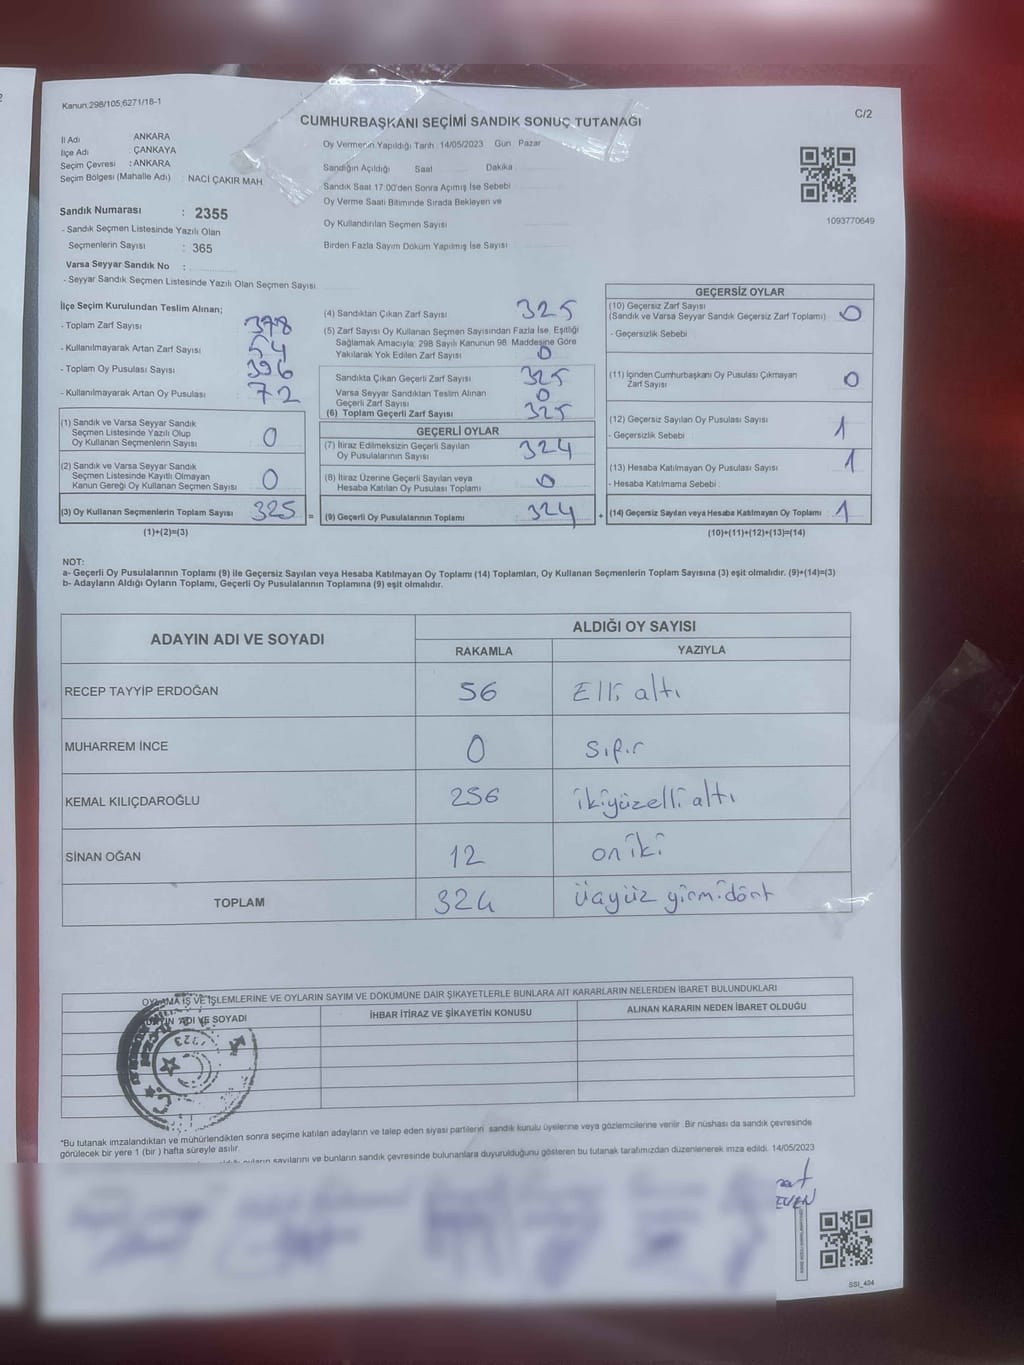 Kanun:298/105;6271/18-1
C/2
CUMHURBAŞKANI SEÇİMİ SANDIK SONUÇ TUTANAĞI
İl Adı ANKARA
İlçe Adı : ÇANKAYA
Seçim Çevresi : ANKARA
Seçim Bölgesi (Mahalle Adı) NACİ ÇAKIR MAH
Sandık Numarası : 2355
- Sandık Seçmen Listesinde Yazılı Olan
Seçmenlerin Sayısı : 365
Varsa Seyyar Sandık No :
- Seyyar Sandık Seçmen Listesinde Yazılı Olan Seçmen Sayısı
Oy Vermenin Yapıldığı Tarih : 14/05/2023 Gün Pazar
Sandığın Açıldığı Saat Dakika
Sandık Saat 17.00'den Sonra Açımış İse Sebebi
Oy Verme Saati Bitiminde Sırada Bekleyen ve
Oy Kullandırılan Seçmen Sayısı
Birden Fazla Sayım Döküm Yapılmış İse Sayısı
1093770649
İlçe Seçim Kurulundan Teslim Alınan;
- Toplam Zarf Sayısı 378
- Kullanılmayarak Artan Zarf Sayısı 54
- Toplam Oy Pusulası Sayısı 396
- Kullanılmayarak Artan Oy Pusulası 72
(1) Sandık ve Varsa Seyyar Sandık
Seçmen Listesinde Yazılı Olup
Oy Kullanan Seçmenlerin Sayısı 0
(2) Sandık ve Varsa Seyyar Sandık
Seçmen Listesinde Kayıtlı Olmayan
Kanun Gereği Oy Kullanan Seçmen Sayısı 0
(3) Oy Kullanan Seçmenlerin Toplam Sayısı 325 =
(1)+(2)=(3)
(4) Sandıktan Çıkan Zarf Sayısı 325
(5) Zarf Sayısı Oy Kullanan Seçmen Sayısından Fazla İse, Eşitliği
Sağlamak Amacıyla; 298 Sayılı Kanunun 98. Maddesine Göre
Yakılarak Yok Edilen Zarf Sayısı 0
Sandıkta Çıkan Geçerli Zarf Sayısı 325
Varsa Seyyar Sandıktan Teslim Alınan
Geçerli Zarf Sayısı 0
(6) Toplam Geçerli Zarf Sayısı 325
GEÇERLİ OYLAR
(7) İtiraz Edilmeksizin Geçerli Sayılan
Oy Pusulalarının Sayısı 324
(8) İtiraz Üzerine Geçerli Sayılan veya
Hesaba Katılan Oy Pusulası Toplamı 0
(9) Geçerli Oy Pusulalarının Toplamı 324 +
GEÇERSİZ OYLAR
(10) Geçersiz Zarf Sayısı
(Sandık ve Varsa Seyyar Sandık Geçersiz Zarf Toplamı) 0
- Geçersizlik Sebebi
(11) İçinden Cumhurbaşkanı Oy Pusulası Çıkmayan
Zarf Sayısı 0
(12) Geçersiz Sayılan Oy Pusulası Sayısı 1
- Geçersizlik Sebebi
(13) Hesaba Katılmayan Oy Pusulası Sayısı 1
- Hesaba Katılmama Sebebi
(14) Geçersiz Sayılan veya Hesaba Katılmayan Oy Toplamı 1
(10)+(11)+(12)+(13)=(14)
NOT:
a- Geçerli Oy Pusulalarının Toplamı (9) ile Geçersiz Sayılan veya Hesaba Katılmayan Oy Toplamı (14) Toplamları, Oy Kullanan Seçmenlerin Toplam Sayısına (3) eşit olmalıdır. (9)+(14)=(3)
b- Adayların Aldığı Oyların Toplamı, Geçerli Oy Pusulalarının Toplamına (9) eşit olmalıdır.
ADAYIN ADI VE SOYADI ALDIĞI OY SAYISI
RAKAMLA YAZIYLA
RECEP TAYYİP ERDOĞAN 56 Elli altı
MUHARREM İNCE 0 Sıfır
KEMAL KILIÇDAROĞLU 256 ikiyüzelli altı
SİNAN OĞAN 12 on iki
TOPLAM 324 üçyüz yirmidört
OYLAMA İŞ VE İŞLEMLERİNE VE OYLARIN SAYIM VE DÖKÜMÜNE DAİR ŞİKAYETLERLE BUNLARA AİT KARARLARIN NELERDEN İBARET BULUNDUKLARI
ADI VE SOYADI İHBAR İTİRAZ VE ŞİKAYETİN KONUSU ALINAN KARARIN NEDEN İBARET OLDUĞU
*Bu tutanak imzalandıktan ve mühürlendikten sonra seçime katılan adayların ve talep eden siyasi partilerin sandık kurulu üyelerine veya gözlemcilerine verilir. Bir nüshası da sandık çevresinde
görülecek bir yere 1 (bir) hafta süreyle asılır
sayılarını ve bunların sandık çevresinde bulunanlara duyurulduğunu gösteren bu tutanak tarafımızdan düzenlenerek imza edildi. 14/05/2023
SSI_404